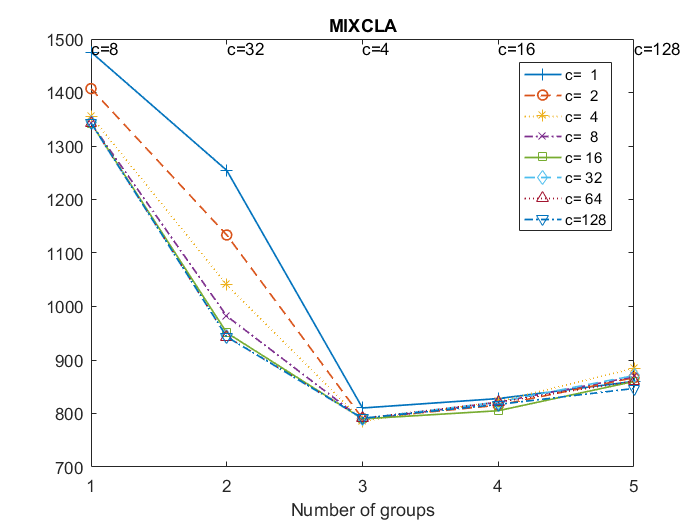 MIXCLA
c=8 c=32 c=4 c=16 c=128
c= 1
c= 2
c= 4
c= 8
c= 16
c= 32
c= 64
c=128
1500
1400
1300
1200
1100
1000
900
800
700
1 2 3 4 5
Number of groups